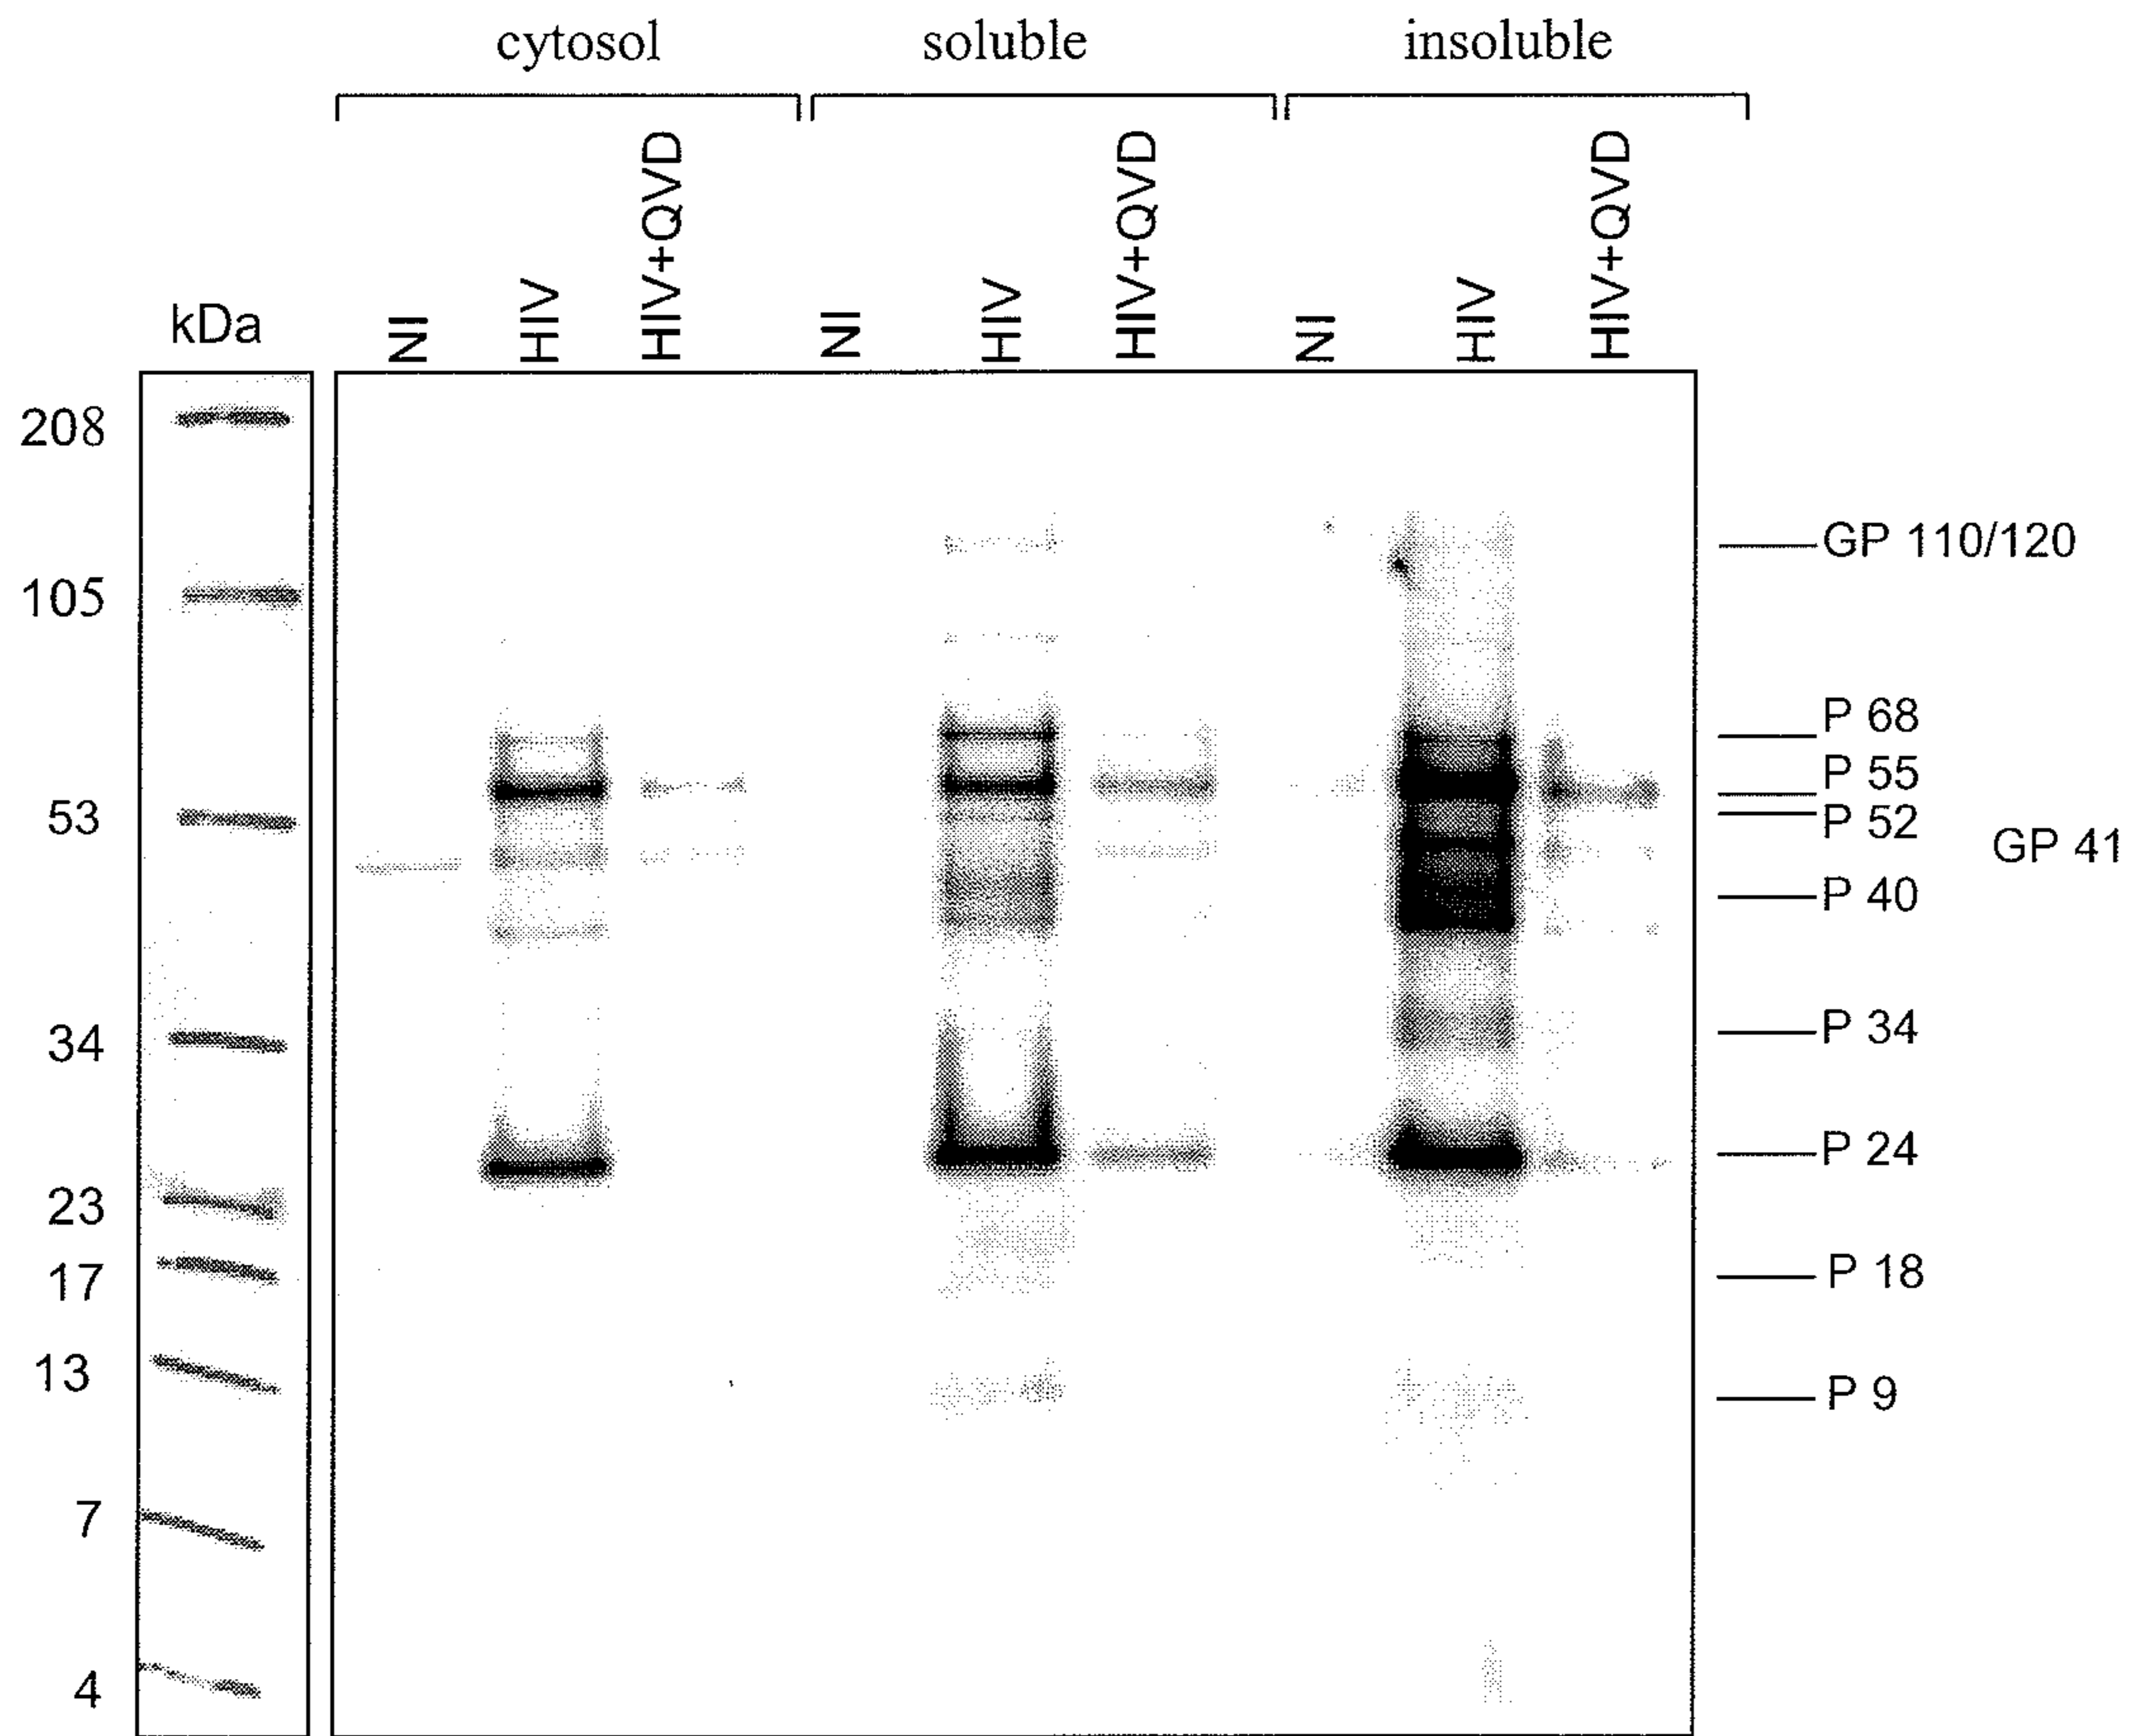 cytosol soluble insoluble
kDa NI HIV HIV+QVD NI HIV HIV+QVD NI HIV HIV+QVD
208
105
53
34
23
17
13
7
4
GP 110/120
P 68
P 55
P 52
GP 41
P 40
P 34
P 24
P 18
P 9